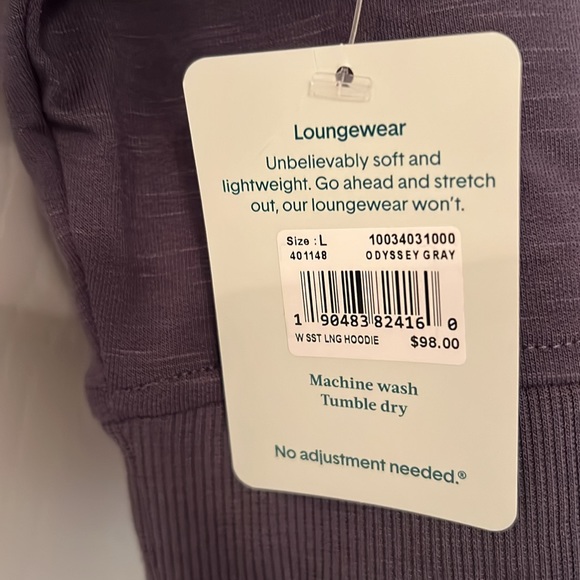 Loungewear
Unbelievably soft and
lightweight. Go ahead and stretch
out, our loungewear won't.
Size : L 10034031000
401148 ODYSSEY GRAY
1 90483 82416 0
W SST LNG HOODIE $98.00
Machine wash
Tumble dry
No adjustment needed.®